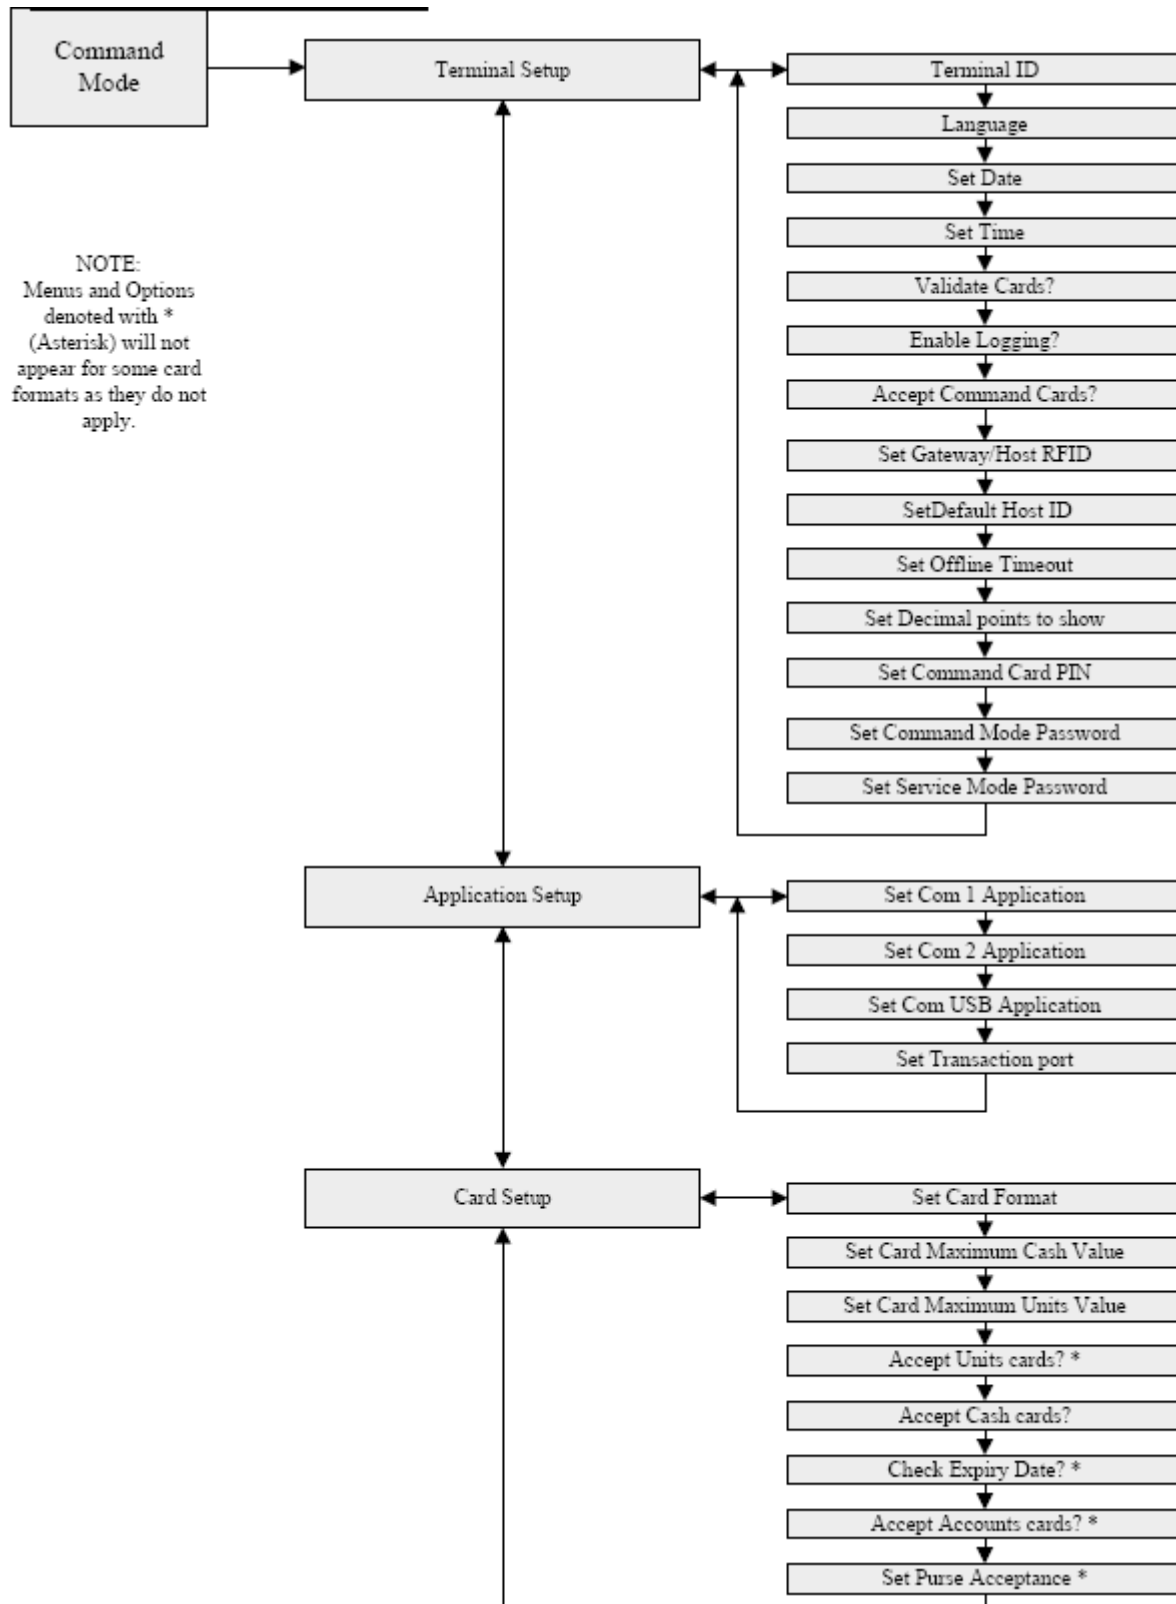 Command
Mode
Terminal Setup
Terminal ID
Language
Set Date
Set Time
Validate Cards?
Enable Logging?
Accept Command Cards?
Set Gateway/Host RFID
SetDefault Host ID
Set Offline Timeout
Set Decimal points to show
Set Command Card PIN
Set Command Mode Password
Set Service Mode Password
NOTE:
Menus and Options
denoted with *
(Asterisk) will not
appear for some card
formats as they do not
apply.
Application Setup
Set Com 1 Application
Set Com 2 Application
Set Com USB Application
Set Transaction port
Card Setup
Set Card Format
Set Card Maximum Cash Value
Set Card Maximum Units Value
Accept Units cards? *
Accept Cash cards?
Check Expiry Date? *
Accept Accounts cards? *
Set Purse Acceptance *